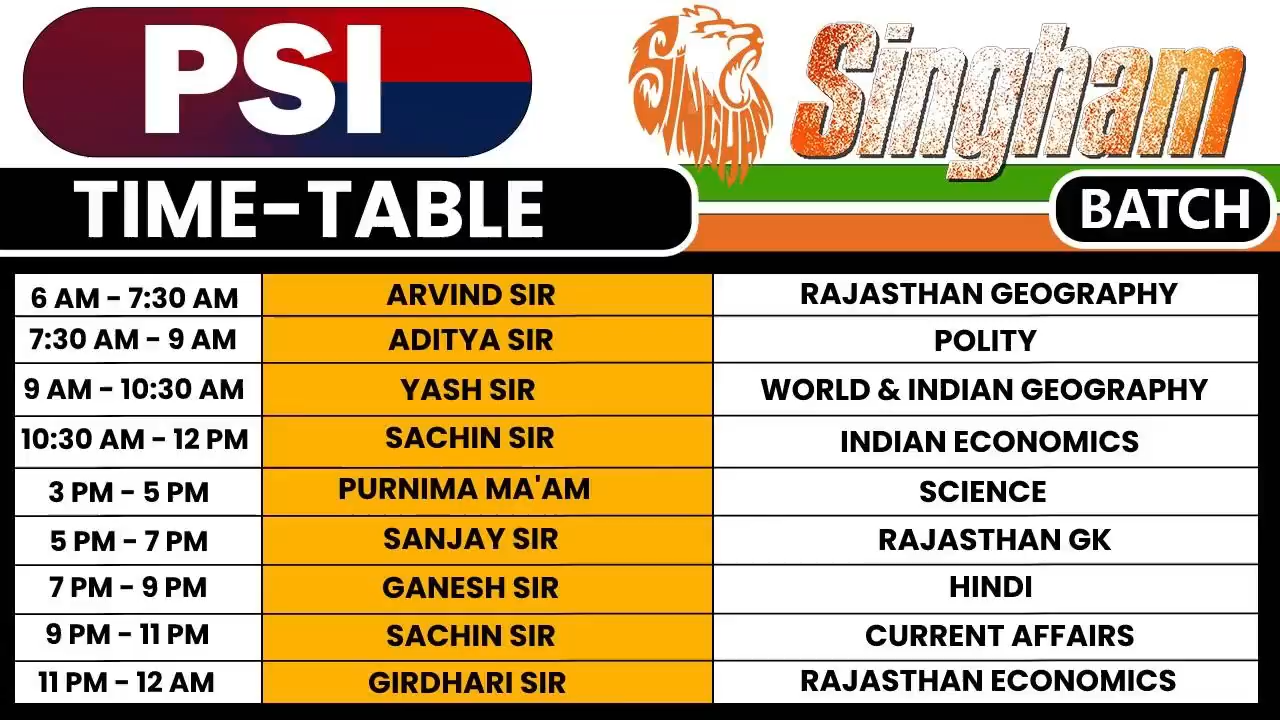 PSI
SINGHAM
Singham
TIME-TABLE
BATCH
6 AM - 7:30 AM ARVIND SIR RAJASTHAN GEOGRAPHY
7:30 AM - 9 AM ADITYA SIR POLITY
9 AM - 10:30 AM YASH SIR WORLD & INDIAN GEOGRAPHY
10:30 AM - 12 PM SACHIN SIR INDIAN ECONOMICS
3 PM - 5 PM PURNIMA MA'AM SCIENCE
5 PM - 7 PM SANJAY SIR RAJASTHAN GK
7 PM - 9 PM GANESH SIR HINDI
9 PM - 11 PM SACHIN SIR CURRENT AFFAIRS
11 PM - 12 AM GIRDHARI SIR RAJASTHAN ECONOMICS